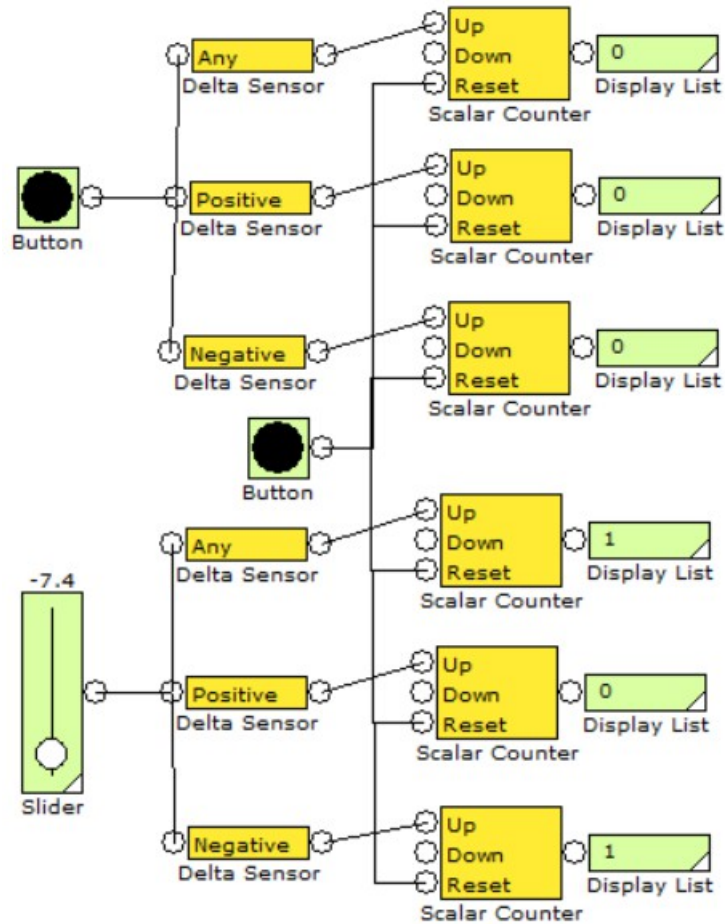 Any
Delta Sensor
Up
Down
Reset
Scalar Counter
0
Display List
Button
Positive
Delta Sensor
Up
Down
Reset
Scalar Counter
0
Display List
Negative
Delta Sensor
Up
Down
Reset
Scalar Counter
0
Display List
Button
Any
Delta Sensor
Up
Down
Reset
Scalar Counter
1
Display List
-7.4
Slider
Positive
Delta Sensor
Up
Down
Reset
Scalar Counter
0
Display List
Negative
Delta Sensor
Up
Down
Reset
Scalar Counter
1
Display List